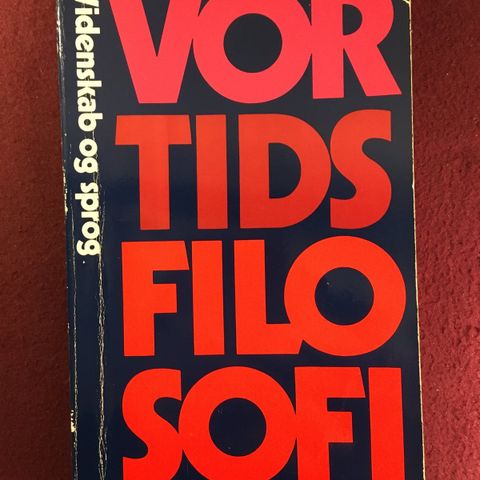 VOR
TIDS
FILO
SOFI
Videnskab og sprog